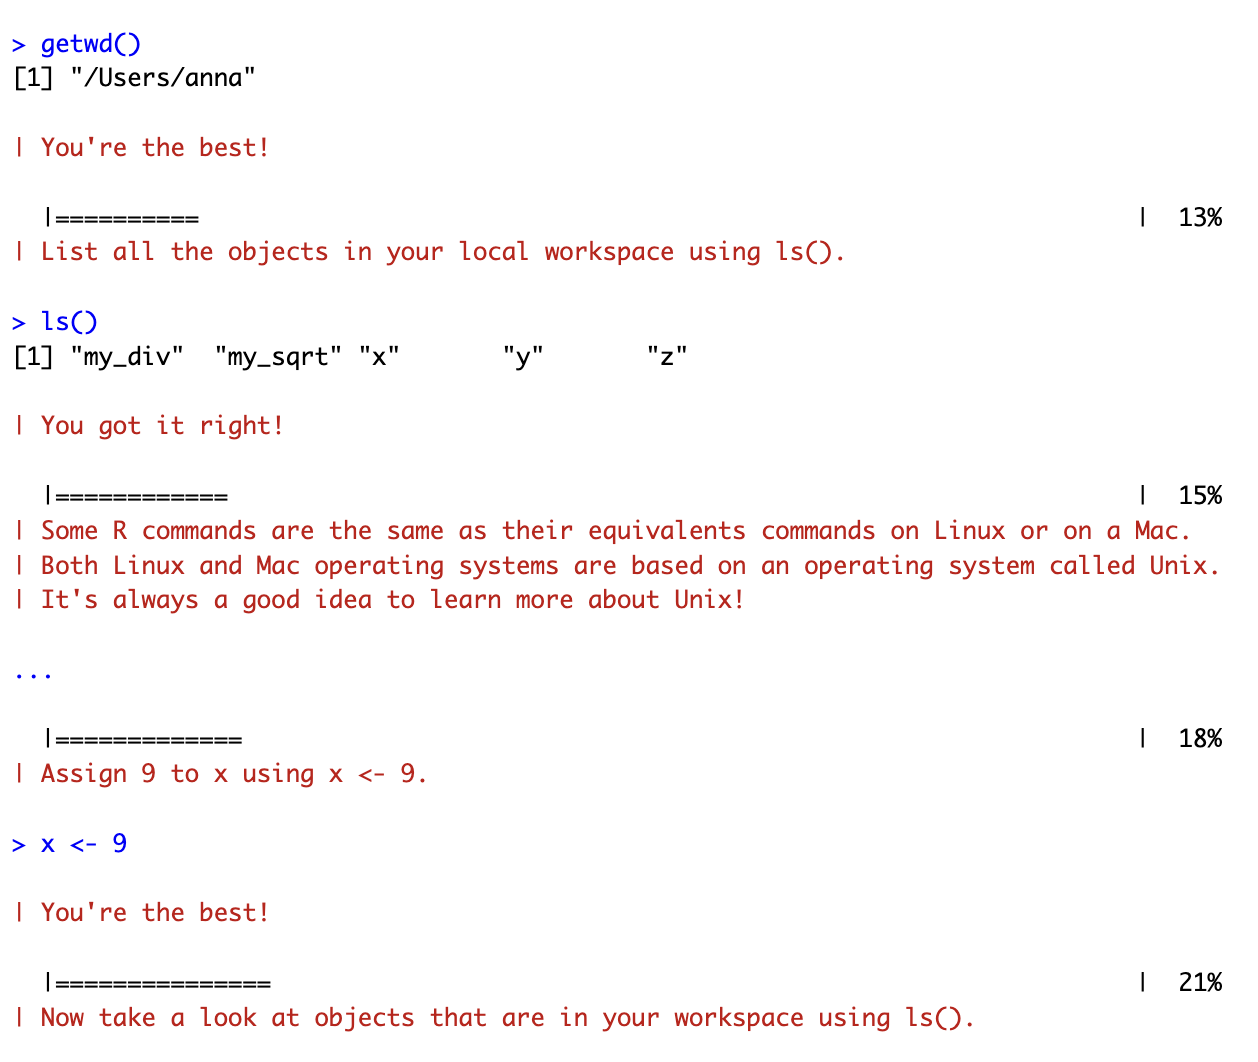 > getwd()
[1] "/Users/anna"
| You're the best!
|========== | 13%
| List all the objects in your local workspace using ls().
> ls()
[1] "my_div"  "my_sqrt" "x"       "y"       "z"
| You got it right!
|============ | 15%
| Some R commands are the same as their equivalents commands on Linux or on a Mac.
| Both Linux and Mac operating systems are based on an operating system called Unix.
| It's always a good idea to learn more about Unix!
...
|============= | 18%
| Assign 9 to x using x <- 9.
> x <- 9
| You're the best!
|=============== | 21%
| Now take a look at objects that are in your workspace using ls().